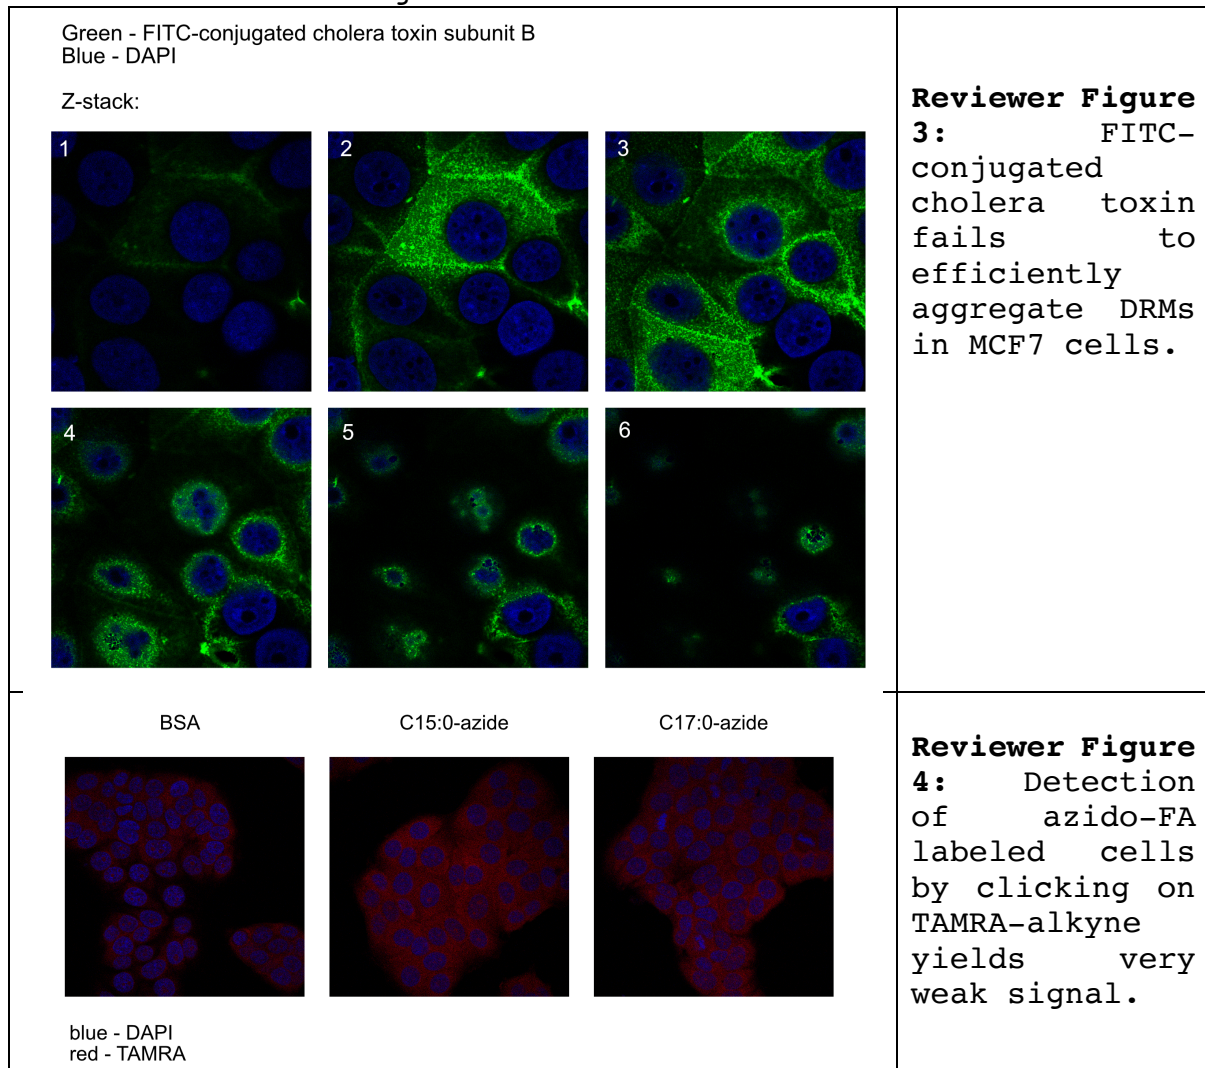 Green - FITC-conjugated cholera toxin subunit B
Blue - DAPI
Z-stack:
1
2
3
4
5
6
Reviewer Figure
3: FITC-
conjugated
cholera toxin
fails to
efficiently
aggregate DRMs
in MCF7 cells.
BSA
C15:0-azide
C17:0-azide
blue - DAPI
red - TAMRA
Reviewer Figure
4: Detection
of azido-FA
labeled cells
by clicking on
TAMRA-alkyne
yields very
weak signal.